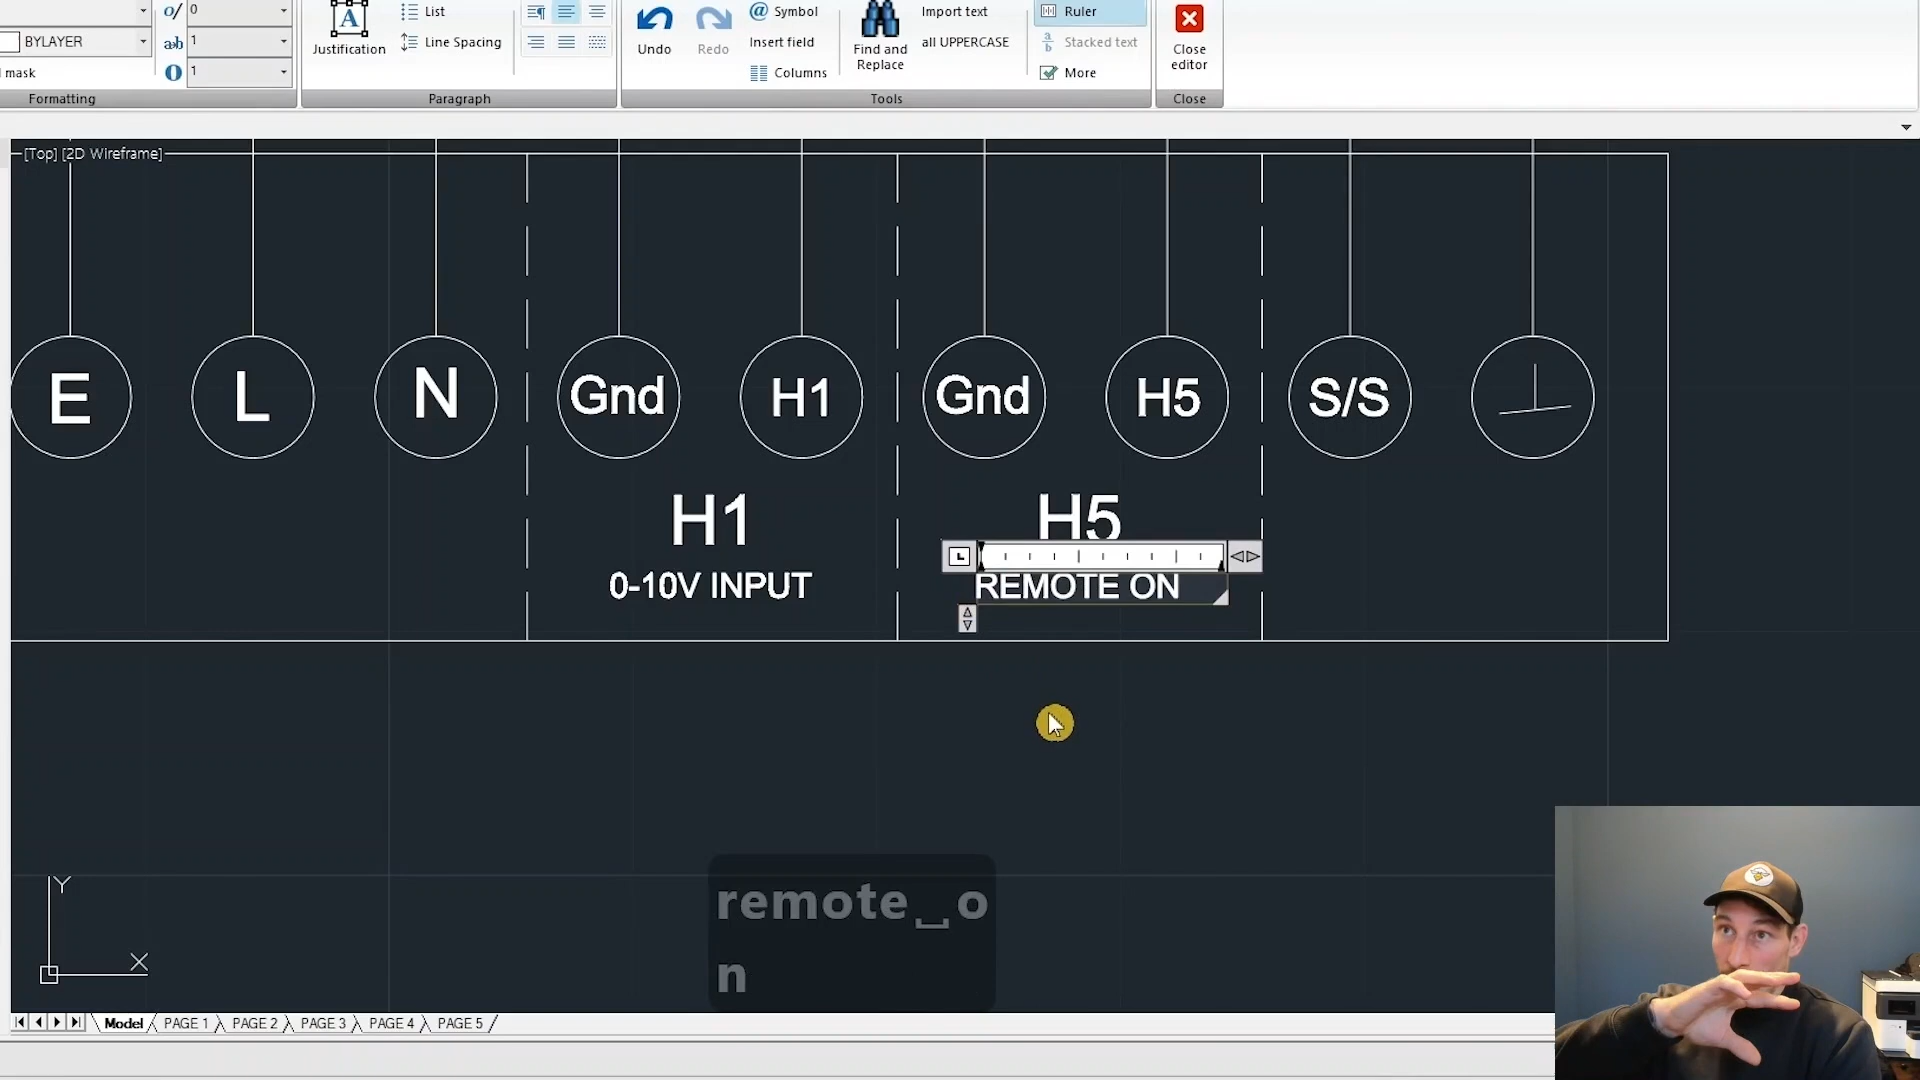 0
BYLAYER
1
mask
1
Formatting
Justification
List
Line Spacing
Paragraph
Undo
Redo
Symbol
Insert field
Columns
Find and
Replace
Import text
all UPPERCASE
Ruler
Stacked text
More
Tools
Close
editor
Close
[Top] [2D Wireframe]
E L N Gnd H1 Gnd H5 S/S
H1 H5
0-10V INPUT REMOTE ON
remote␣o
n
Y
X
Model PAGE 1 PAGE 2 PAGE 3 PAGE 4 PAGE 5